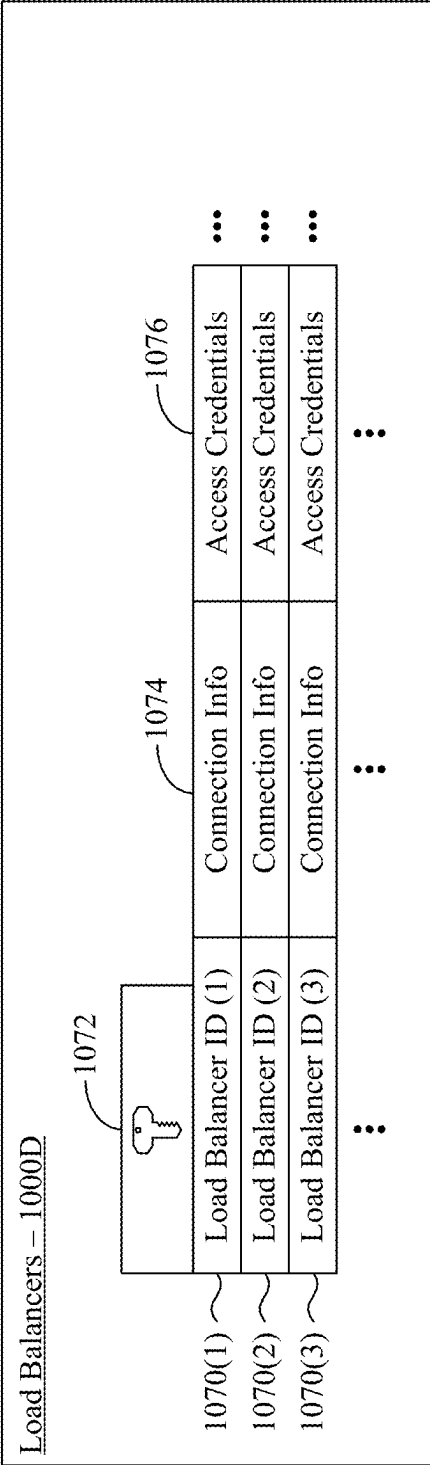 Load Balancers – 1000D
1072
1074
1076
1070(1) Load Balancer ID (1) Connection Info Access Credentials •••
1070(2) Load Balancer ID (2) Connection Info Access Credentials •••
1070(3) Load Balancer ID (3) Connection Info Access Credentials •••
••• ••• •••